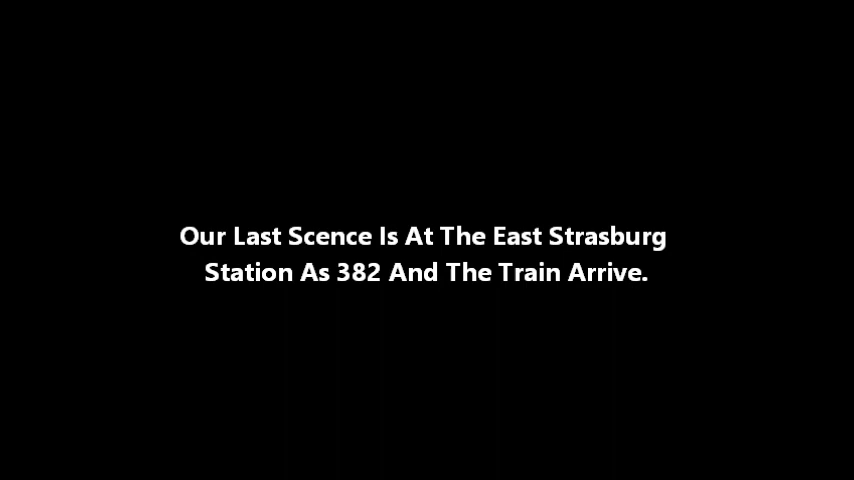 Our Last Scence Is At The East Strasburg
Station As 382 And The Train Arrive.